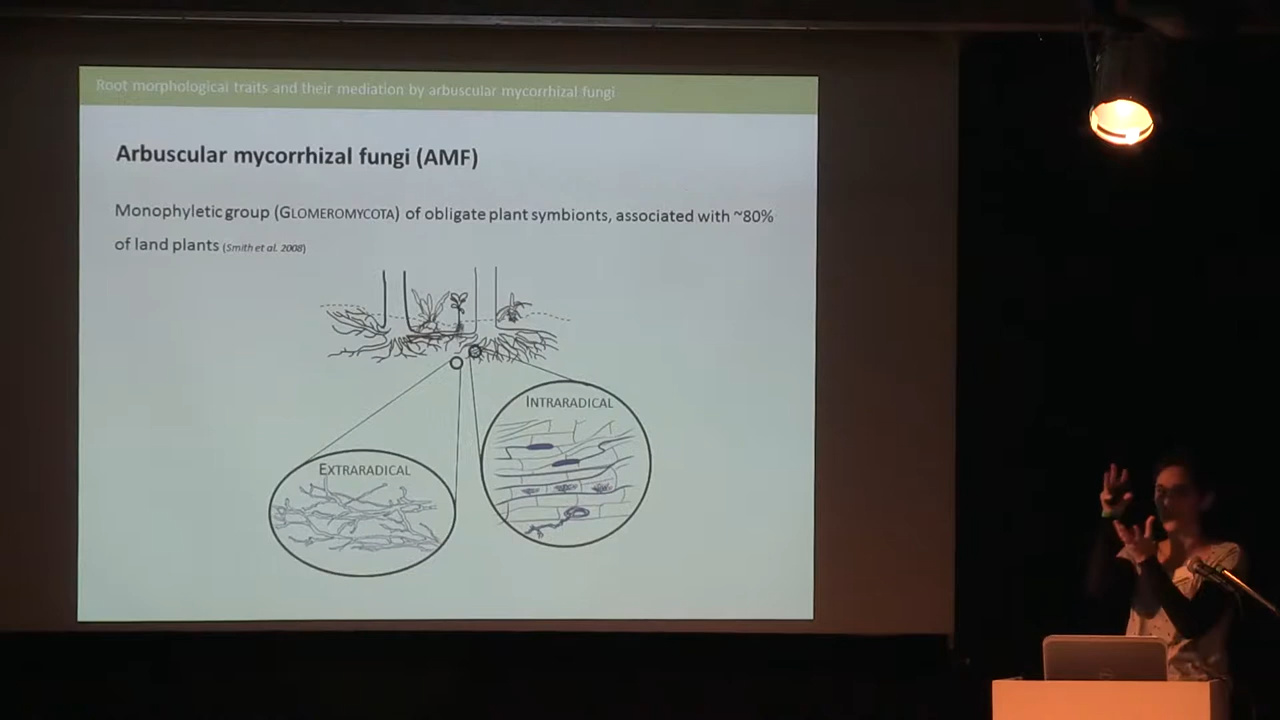 Root morphological traits and their mediation by arbuscular mycorrhizal fungi
Arbuscular mycorrhizal fungi (AMF)
Monophyletic group (GLOMEROMYCOTA) of obligate plant symbionts, associated with ~80%
of land plants (Smith et al. 2008)
INTRARADICAL
EXTRARADICAL